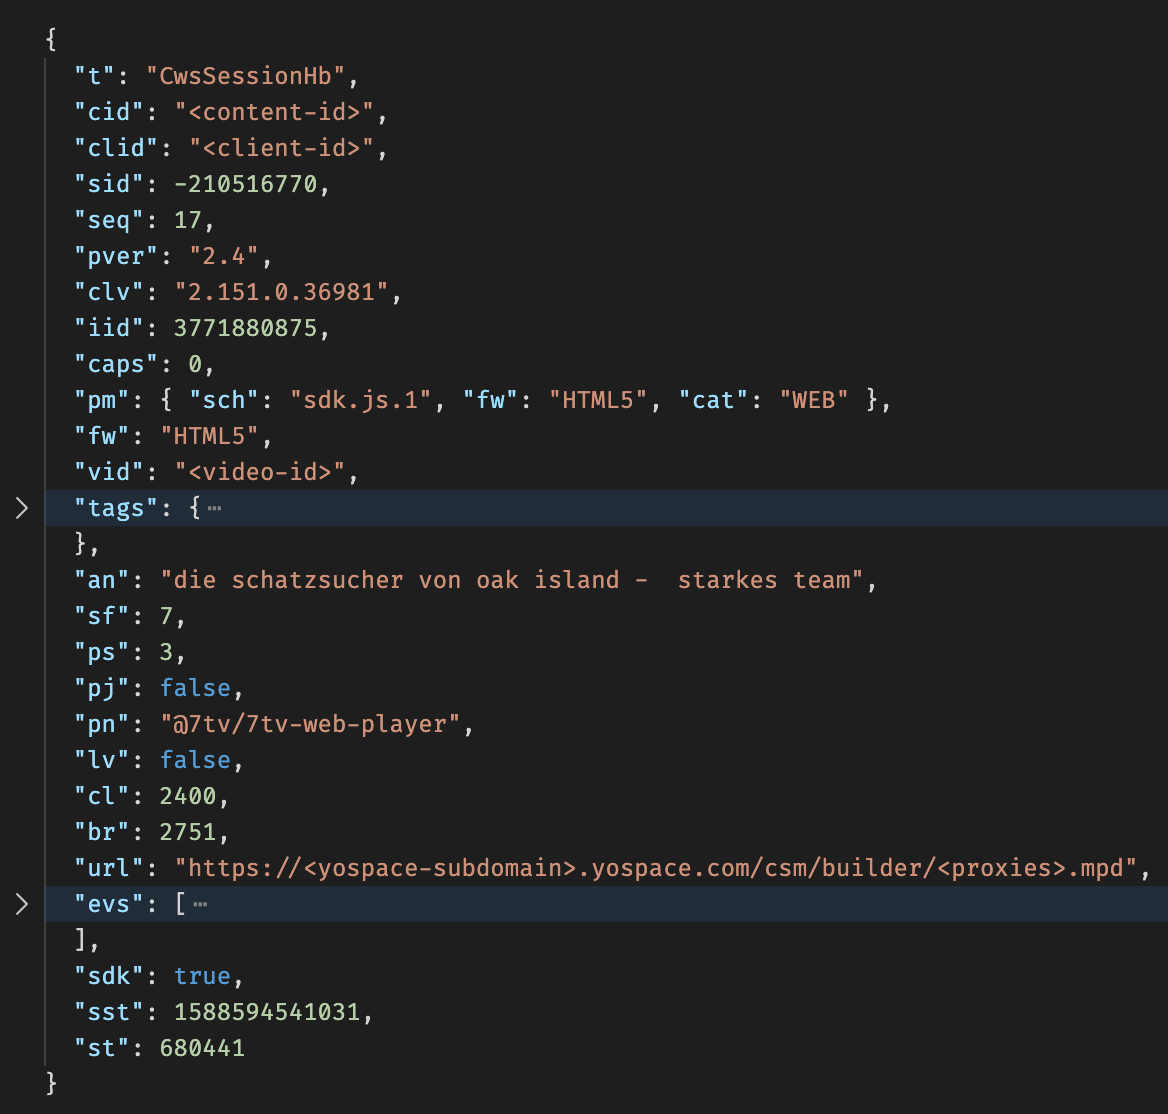 {
"t": "CwsSessionHb",
"cid": "<content-id>",
"clid": "<client-id>",
"sid": -210516770,
"seq": 17,
"pver": "2.4",
"clv": "2.151.0.36981",
"iid": 3771880875,
"caps": 0,
"pm": { "sch": "sdk.js.1", "fw": "HTML5", "cat": "WEB" },
"fw": "HTML5",
"vid": "<video-id>",
"tags": {⋯
},
"an": "die schatzsucher von oak island -  starkes team",
"sf": 7,
"ps": 3,
"pj": false,
"pn": "@7tv/7tv-web-player",
"lv": false,
"cl": 2400,
"br": 2751,
"url": "https://<yospace-subdomain>.yospace.com/csm/builder/<proxies>.mpd",
"evs": [⋯
],
"sdk": true,
"sst": 1588594541031,
"st": 680441
}